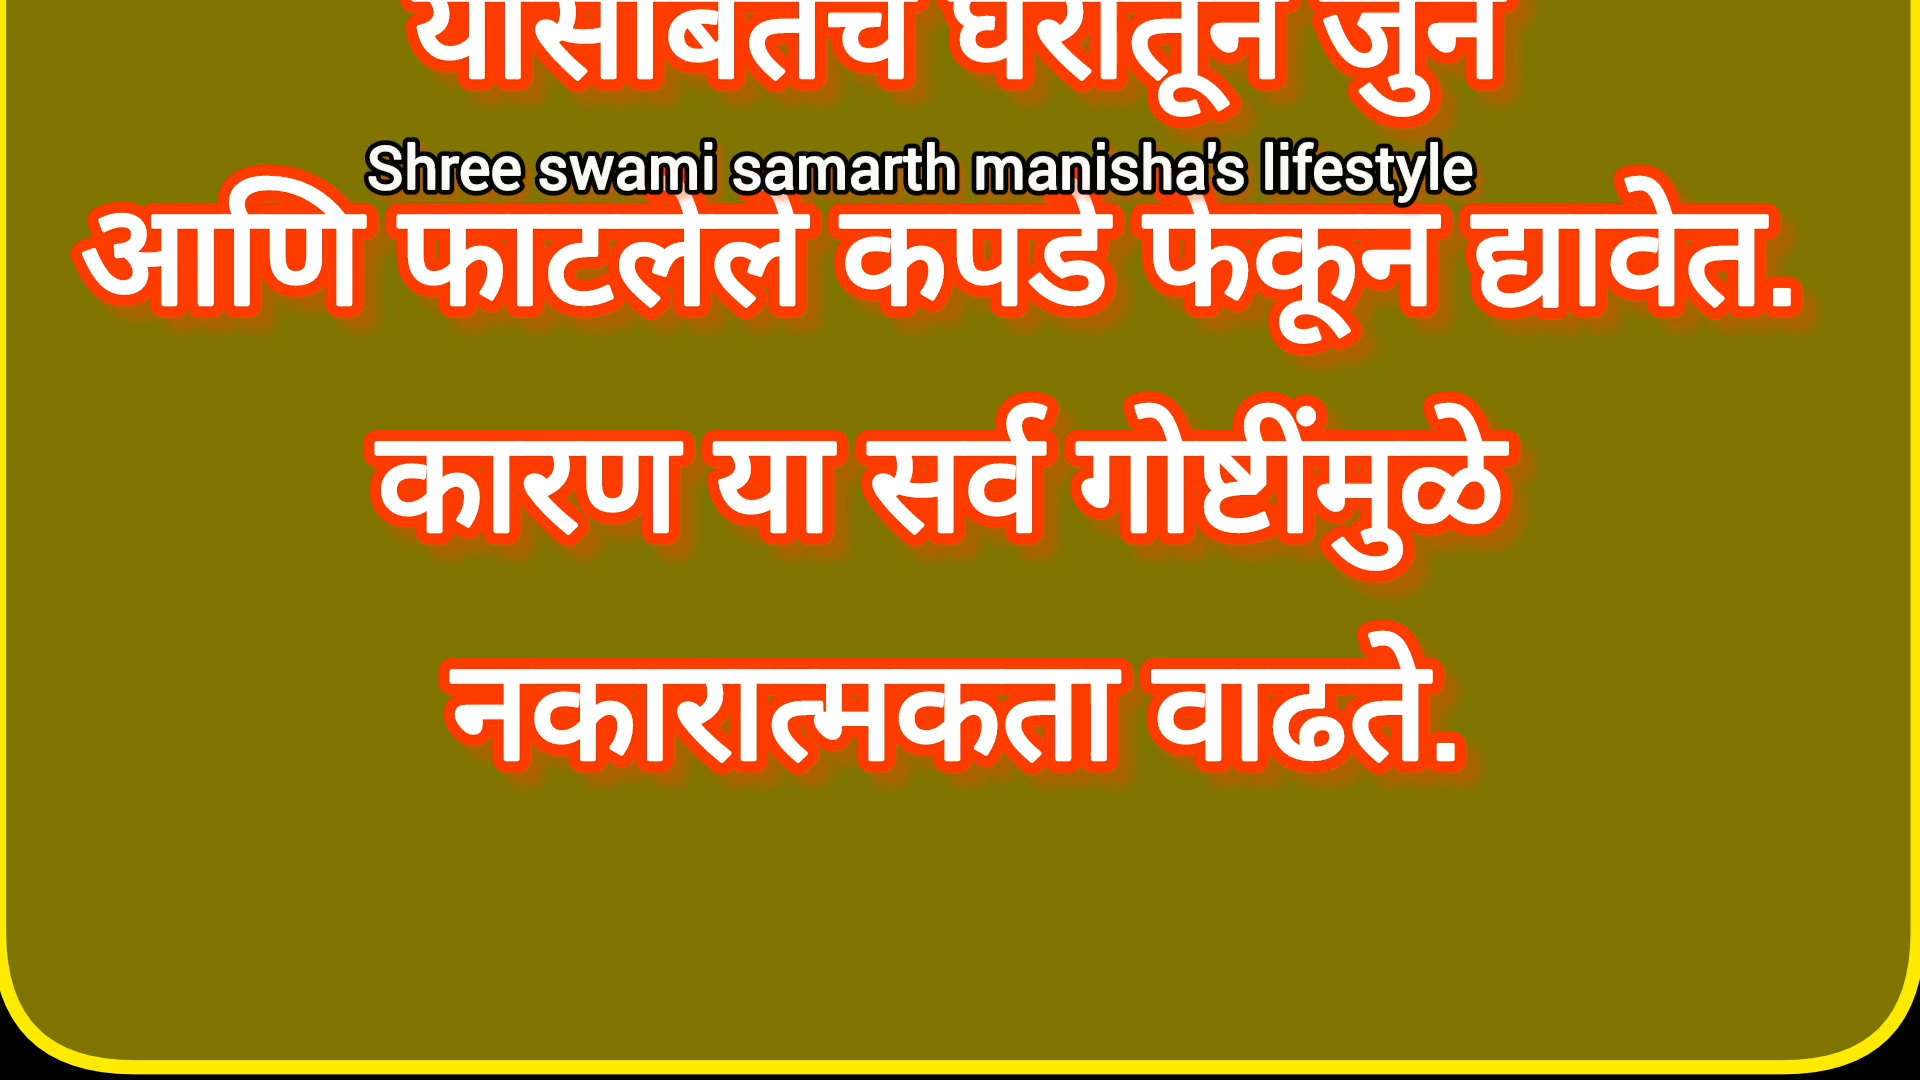 यासोबतच घरातून जुने
Shree swami samarth manisha's lifestyle
आणि फाटलेले कपडे फेकून द्यावेत.
कारण या सर्व गोष्टींमुळे
नकारात्मकता वाढते.